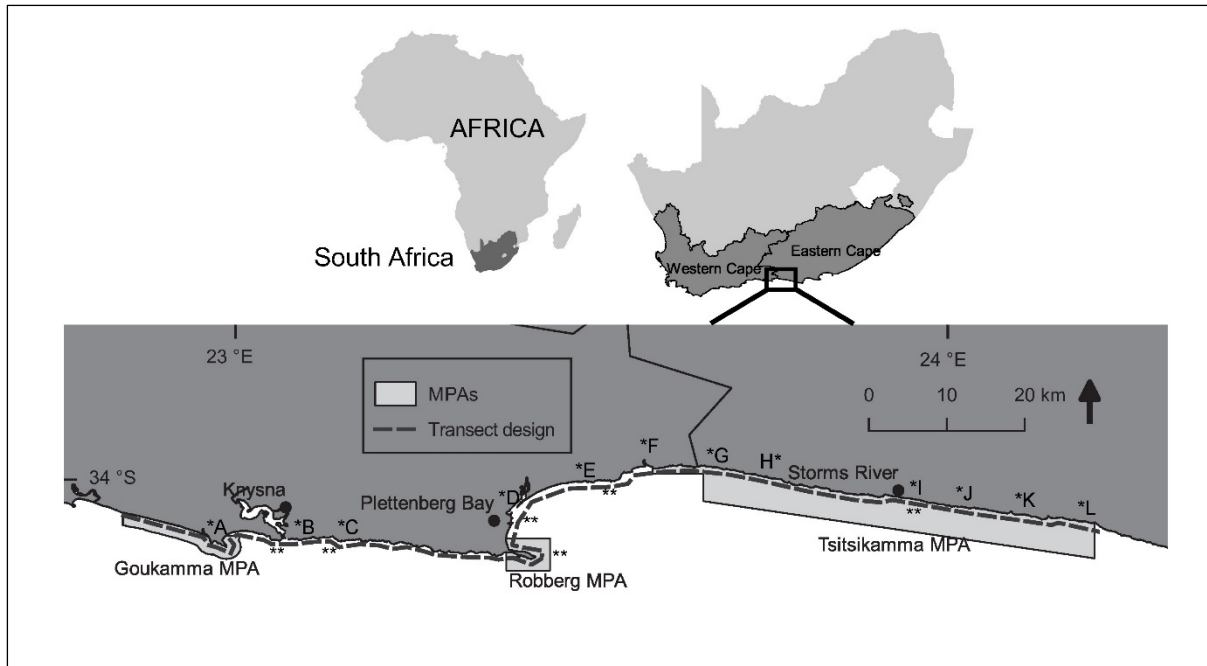 AFRICA
South Africa
Western Cape
Eastern Cape
23 °E
24 °E
MPAs
Transect design
0 10 20 km
34 °S
Knysna
Plettenberg Bay
Storms River
*A
*B
*C
*D
*E
*F
*G
H*
*I
*J
*K
*L
**
**
**
**
**
**
Goukamma MPA
Robberg MPA
Tsitsikamma MPA